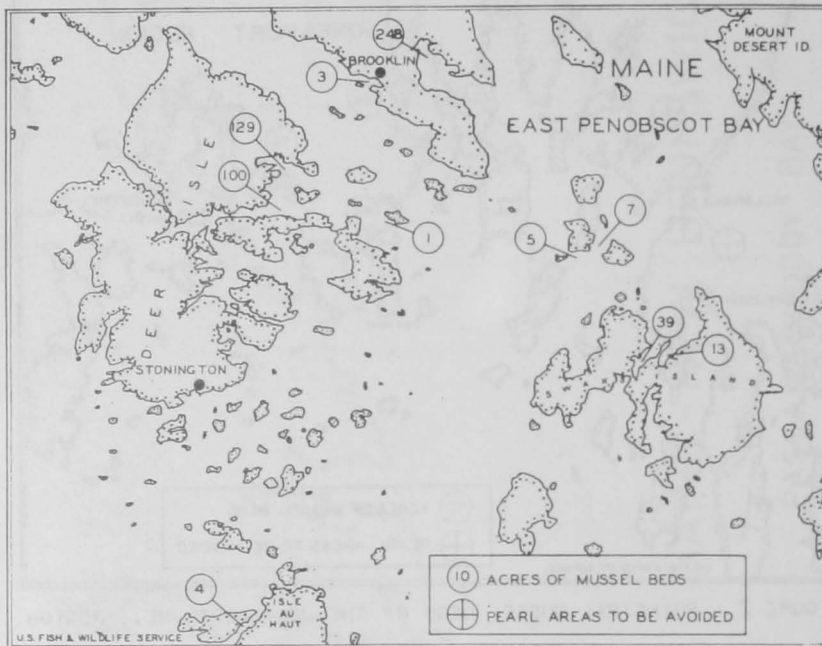 248
BROOKLIN
3
MOUNT
DESERT ID.
MAINE
EAST PENOBSCOT BAY
129
100
1
5
7
DEER ISLE
STONINGTON
39
13
SWANS ISLAND
4
ISLE
AU
HAUT
10 ACRES OF MUSSEL BEDS
PEARL AREAS TO BE AVOIDED
U.S. FISH & WILDLIFE SERVICE